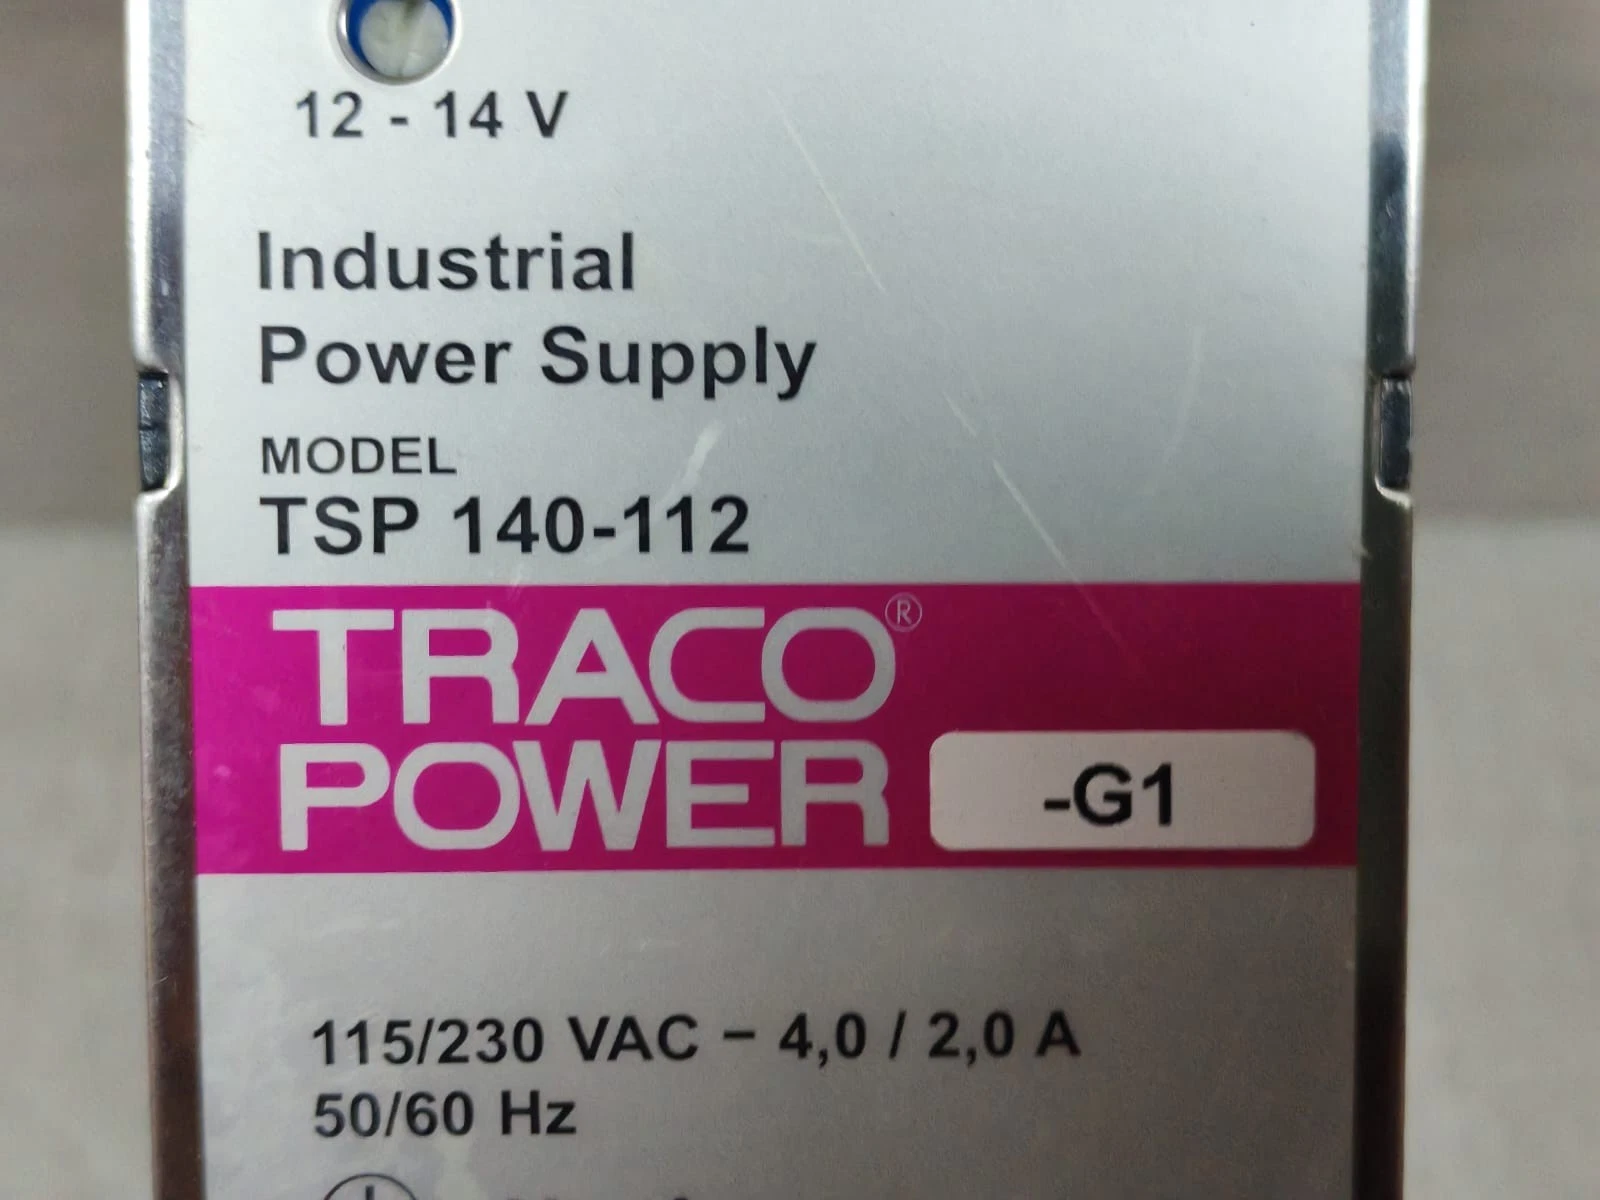 12 - 14 V
Industrial
Power Supply
MODEL
TSP 140-112
TRACO®
POWER
-G1
115/230 VAC – 4,0 / 2,0 A
50/60 Hz